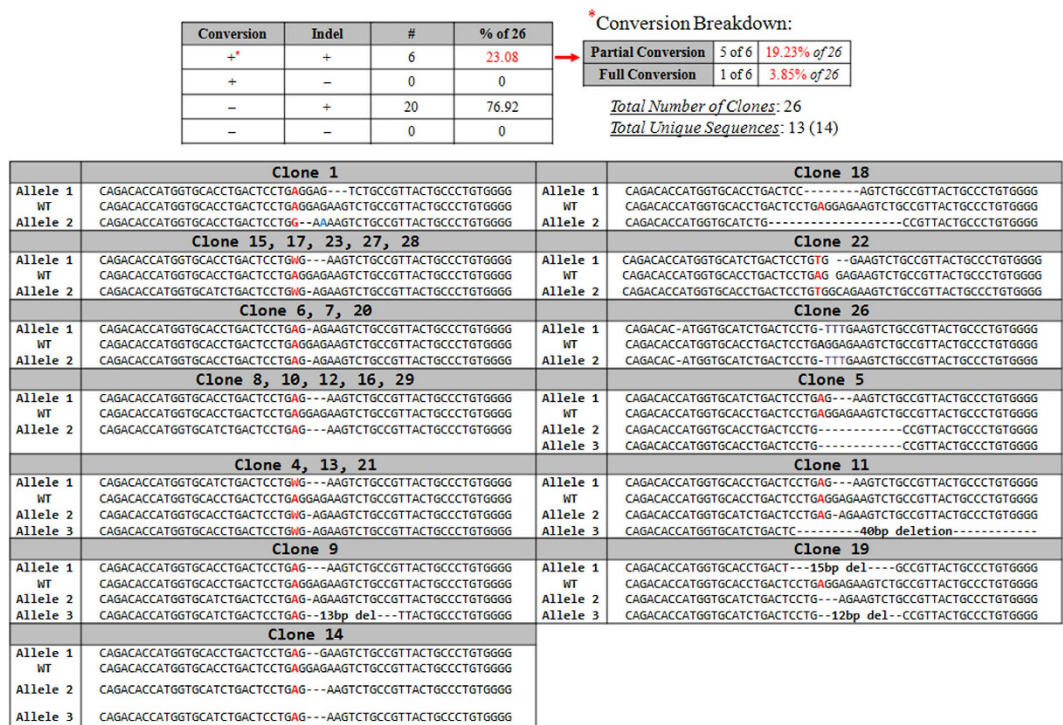 Conversion Indel # % of 26
+* + 6 23.08
+ – 0 0
– + 20 76.92
– – 0 0
*Conversion Breakdown:
Partial Conversion 5 of 6 19.23% of 26
Full Conversion 1 of 6 3.85% of 26
Total Number of Clones: 26
Total Unique Sequences: 13 (14)
Clone 1
Allele 1 CAGACACCATGGTGCACCTGACTCCTGAGGAG---TCTGCCGTTACTGCCCTGTGGGG
WT CAGACACCATGGTGCACCTGACTCCTGAGGAGAAGTCTGCCGTTACTGCCCTGTGGGG
Allele 2 CAGACACCATGGTGCACCTGACTCCTGG--AAAAGTCTGCCGTTACTGCCCTGTGGGG
Clone 15, 17, 23, 27, 28
Allele 1 CAGACACCATGGTGCATCTGACTCCTGWG---AAGTCTGCCGTTACTGCCCTGTGGGG
WT CAGACACCATGGTGCACCTGACTCCTGAGGAGAAGTCTGCCGTTACTGCCCTGTGGGG
Allele 2 CAGACACCATGGTGCATCTGACTCCTGWG-AGAAGTCTGCCGTTACTGCCCTGTGGGG
Clone 6, 7, 20
Allele 1 CAGACACCATGGTGCATCTGACTCCTGAG-AGAAGTCTGCCGTTACTGCCCTGTGGGG
WT CAGACACCATGGTGCACCTGACTCCTGAGGAGAAGTCTGCCGTTACTGCCCTGTGGGG
Allele 2 CAGACACCATGGTGCACCTGACTCCTGAG-AGAAGTCTGCCGTTACTGCCCTGTGGGG
Clone 8, 10, 12, 16, 29
Allele 1 CAGACACCATGGTGCATCTGACTCCTGAG---AAGTCTGCCGTTACTGCCCTGTGGGG
WT CAGACACCATGGTGCACCTGACTCCTGAGGAGAAGTCTGCCGTTACTGCCCTGTGGGG
Allele 2 CAGACACCATGGTGCACCTGACTCCTGAG---AAGTCTGCCGTTACTGCCCTGTGGGG
Clone 4, 13, 21
Allele 1 CAGACACCATGGTGCATCTGACTCCTGWG---AAGTCTGCCGTTACTGCCCTGTGGGG
WT CAGACACCATGGTGCACCTGACTCCTGAGGAGAAGTCTGCCGTTACTGCCCTGTGGGG
Allele 2 CAGACACCATGGTGCACCTGACTCCTGWG-AGAAGTCTGCCGTTACTGCCCTGTGGGG
Allele 3 CAGACACCATGGTGCATCTGACTCCTGWG-AGAAGTCTGCCGTTACTGCCCTGTGGGG
Clone 9
Allele 1 CAGACACCATGGTGCACCTGACTCCTGAG---AAGTCTGCCGTTACTGCCCTGTGGGG
WT CAGACACCATGGTGCACCTGACTCCTGAGGAGAAGTCTGCCGTTACTGCCCTGTGGGG
Allele 2 CAGACACCATGGTGCATCTGACTCCTGAG-AGAAGTCTGCCGTTACTGCCCTGTGGGG
Allele 3 CAGACACCATGGTGCATCTGACTCCTGAG--13bp del---TTACTGCCCTGTGGGG
Clone 14
Allele 1 CAGACACCATGGTGCACCTGACTCCTGAG--GAAGTCTGCCGTTACTGCCCTGTGGGG
WT CAGACACCATGGTGCACCTGACTCCTGAGGAGAAGTCTGCCGTTACTGCCCTGTGGGG
Allele 2 CAGACACCATGGTGCATCTGACTCCTGAG---AAGTCTGCCGTTACTGCCCTGTGGGG
Allele 3 CAGACACCATGGTGCATCTGACTCCTGAG---AAGTCTGCCGTTACTGCCCTGTGGGG
Clone 18
Allele 1 CAGACACCATGGTGCACCTGACTCC--------AGTCTGCCGTTACTGCCCTGTGGGG
WT CAGACACCATGGTGCACCTGACTCCTGAGGAGAAGTCTGCCGTTACTGCCCTGTGGGG
Allele 2 CAGACACCATGGTGCATCTG-------------------CCGTTACTGCCCTGTGGGG
Clone 22
Allele 1 CAGACACCATGGTGCATCTGACTCCTGTG --GAAGTCTGCCGTTACTGCCCTGTGGGG
WT CAGACACCATGGTGCACCTGACTCCTGAG GAGAAGTCTGCCGTTACTGCCCTGTGGGG
Allele 2 CAGACACCATGGTGCACCTGACTCCTGTGGCAGAAGTCTGCCGTTACTGCCCTGTGGGG
Clone 26
Allele 1 CAGACAC-ATGGTGCATCTGACTCCTG-TTTGAAGTCTGCCGTTACTGCCCTGTGGGG
WT CAGACACCATGGTGCACCTGACTCCTGAGGAGAAGTCTGCCGTTACTGCCCTGTGGGG
Allele 2 CAGACAC-ATGGTGCATCTGACTCCTG-TTTGAAGTCTGCCGTTACTGCCCTGTGGGG
Clone 5
Allele 1 CAGACACCATGGTGCACCTGACTCCTGAG---AAGTCTGCCGTTACTGCCCTGTGGGG
WT CAGACACCATGGTGCACCTGACTCCTGAGGAGAAGTCTGCCGTTACTGCCCTGTGGGG
Allele 2 CAGACACCATGGTGCATCTGACTCCTG------------CCGTTACTGCCCTGTGGGG
Allele 3 CAGACACCATGGTGCACCTGACTCCTG------------CCGTTACTGCCCTGTGGGG
Clone 11
Allele 1 CAGACACCATGGTGCACCTGACTCCTGAG---AAGTCTGCCGTTACTGCCCTGTGGGG
WT CAGACACCATGGTGCACCTGACTCCTGAGGAGAAGTCTGCCGTTACTGCCCTGTGGGG
Allele 2 CAGACACCATGGTGCACCTGACTCCTGAG-AGAAGTCTGCCGTTACTGCCCTGTGGGG
Allele 3 CAGACACCATGGTGCATCTGACTC---------40bp deletion------------
Clone 19
Allele 1 CAGACACCATGGTGCACCTGACT---15bp del----GCCGTTACTGCCCTGTGGGG
WT CAGACACCATGGTGCACCTGACTCCTGAGGAGAAGTCTGCCGTTACTGCCCTGTGGGG
Allele 2 CAGACACCATGGTGCATCTGACTCCTG---AGAAGTCTGCCGTTACTGCCCTGTGGGG
Allele 3 CAGACACCATGGTGCACCTGACTCCTG--12bp del--CCGTTACTGCCCTGTGGGG